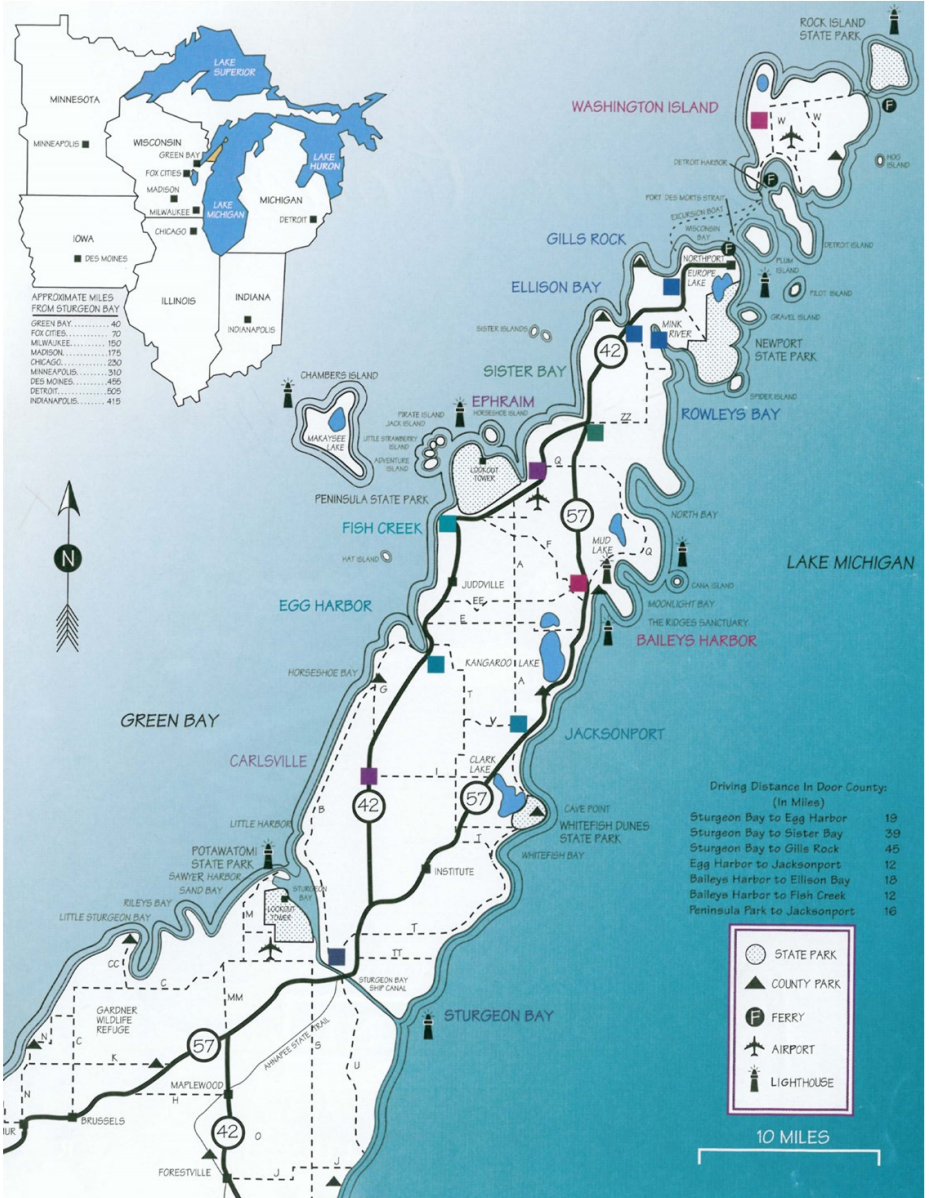 ROCK ISLAND
STATE PARK
LAKE
SUPERIOR
MINNESOTA
MINNEAPOLIS
WISCONSIN
GREEN BAY
FOX CITIES
MADISON
MILWAUKEE
CHICAGO
LAKE
MICHIGAN
LAKE
HURON
MICHIGAN
DETROIT
IOWA
DES MOINES
ILLINOIS
INDIANA
INDIANAPOLIS
APPROXIMATE MILES
FROM STURGEON BAY
GREEN BAY.......... 40
FOX CITIES............ 70
MILWAUKEE.......... 150
MADISON............. 175
CHICAGO............. 230
MINNEAPOLIS........ 310
DES MOINES......... 455
DETROIT.............. 505
INDIANAPOLIS....... 415
WASHINGTON ISLAND
W
W
F
HOG
ISLAND
DETROIT HARBOR
F
PORT DES MORTS STRAIT
EXCURSION BOAT
WISCONSIN
BAY
DETROIT ISLAND
GILLS ROCK
F
NORTHPORT
EUROPE
LAKE
PLUM
ISLAND
PILOT ISLAND
ELLISON BAY
GRAVEL ISLAND
SISTER ISLANDS
MINK
RIVER
NEWPORT
STATE PARK
42
SISTER BAY
SPIDER ISLAND
CHAMBERS ISLAND
MAKAYSEE
LAKE
EPHRAIM
PIRATE ISLAND
JACK ISLAND
HORSESHOE ISLAND
LITTLE STRAWBERRY
ISLAND
ADVENTURE
ISLAND
ZZ
ROWLEYS BAY
LOOKOUT
TOWER
Q
PENINSULA STATE PARK
FISH CREEK
57
NORTH BAY
N
HAT ISLAND
F
A
MUD
LAKE
Q
LAKE MICHIGAN
JUDDVILLE
CANA ISLAND
EE
MOONLIGHT BAY
EGG HARBOR
E
THE RIDGES SANCTUARY
BAILEYS HARBOR
HORSESHOE BAY
KANGAROO LAKE
G
T
A
GREEN BAY
V
JACKSONPORT
CARLSVILLE
CLARK
LAKE
I
42
57
B
CAVE POINT
LITTLE HARBOR
WHITEFISH DUNES
STATE PARK
T
WHITEFISH BAY
Driving Distance In Door County:
(In Miles)
Sturgeon Bay to Egg Harbor 19
Sturgeon Bay to Sister Bay 39
Sturgeon Bay to Gills Rock 45
Egg Harbor to Jacksonport 12
Baileys Harbor to Ellison Bay 18
Baileys Harbor to Fish Creek 12
Peninsula Park to Jacksonport 16
POTAWATOMI
STATE PARK
SAWYER HARBOR
SAND BAY
RILEYS BAY
LITTLE STURGEON BAY
INSTITUTE
STURGEON
BAY
LOOKOUT
TOWER
M
T
TT
CC
C
STURGEON BAY
SHIP CANAL
MM
GARDNER
WILDLIFE
REFUGE
STURGEON BAY
N
C
57
AHNAPEE STATE TRAIL
S
U
K
N
MAPLEWOOD
H
UR
BRUSSELS
42
O
FORESTVILLE
J
J
STATE PARK
COUNTY PARK
F FERRY
AIRPORT
LIGHTHOUSE
10 MILES